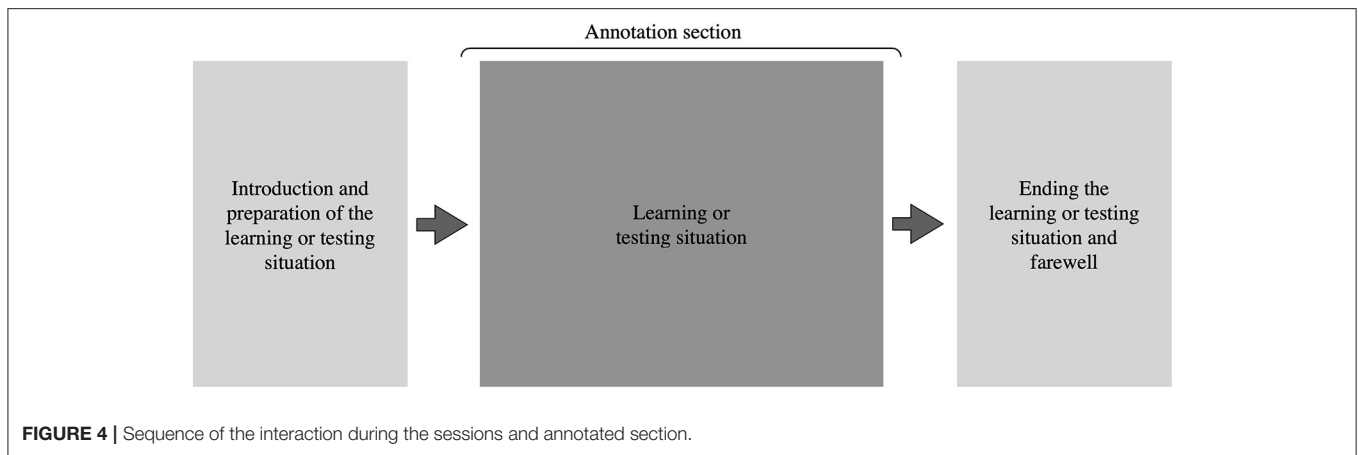 Annotation section
Introduction and
preparation of the
learning or testing
situation
Learning or
testing situation
Ending the
learning or testing
situation and
farewell
FIGURE 4 | Sequence of the interaction during the sessions and annotated section.